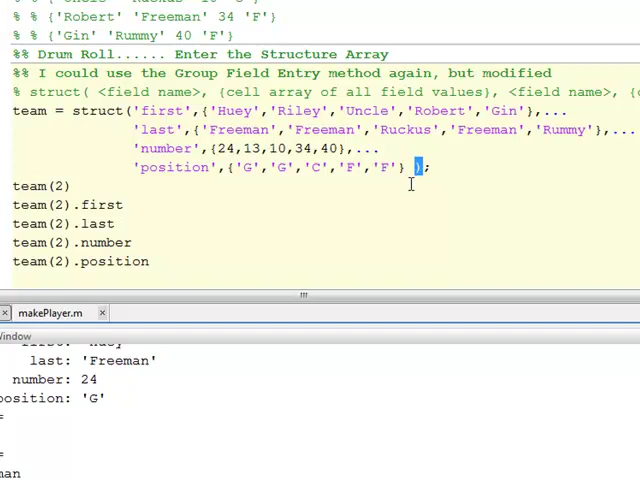 % % {'Robert' 'Freeman' 34 'F'}
% % {'Gin' 'Rummy' 40 'F'}
%% Drum Roll...... Enter the Structure Array
%% I could use the Group Field Entry method again, but modified
% struct( <field name>, {cell array of all field values}, <field name>, {c
team = struct('first',{'Huey','Riley','Uncle','Robert','Gin'},...
'last',{'Freeman','Freeman','Ruckus','Freeman','Rummy'},...
'number',{24,13,10,34,40},...
'position',{'G','G','C','F','F'} );
team(2)
team(2).first
team(2).last
team(2).number
team(2).position
makePlayer.m
Window
last: 'Freeman'
number: 24
position: 'G'
=
=
man